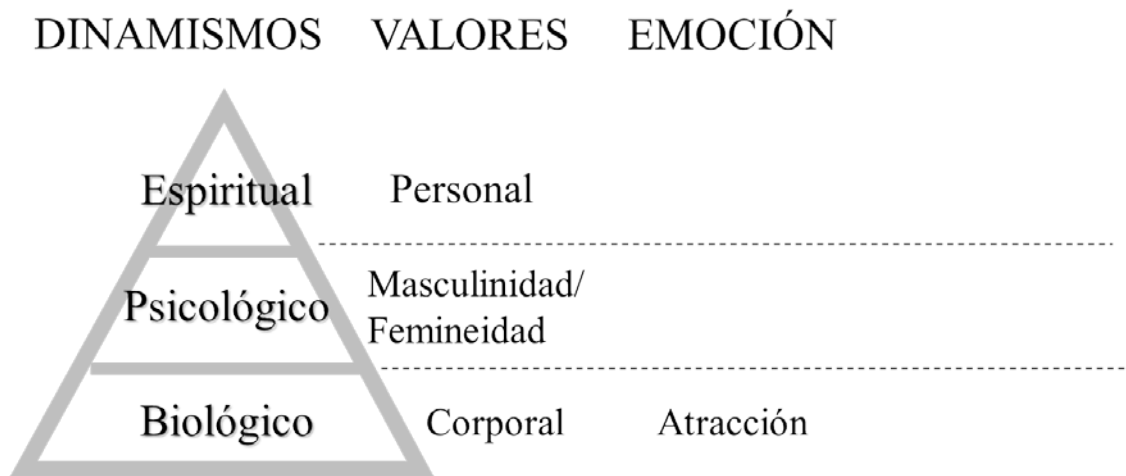 DINAMISMOS VALORES EMOCIÓN
Espiritual Personal
Psicológico Masculinidad/
Femineidad
Biológico Corporal Atracción